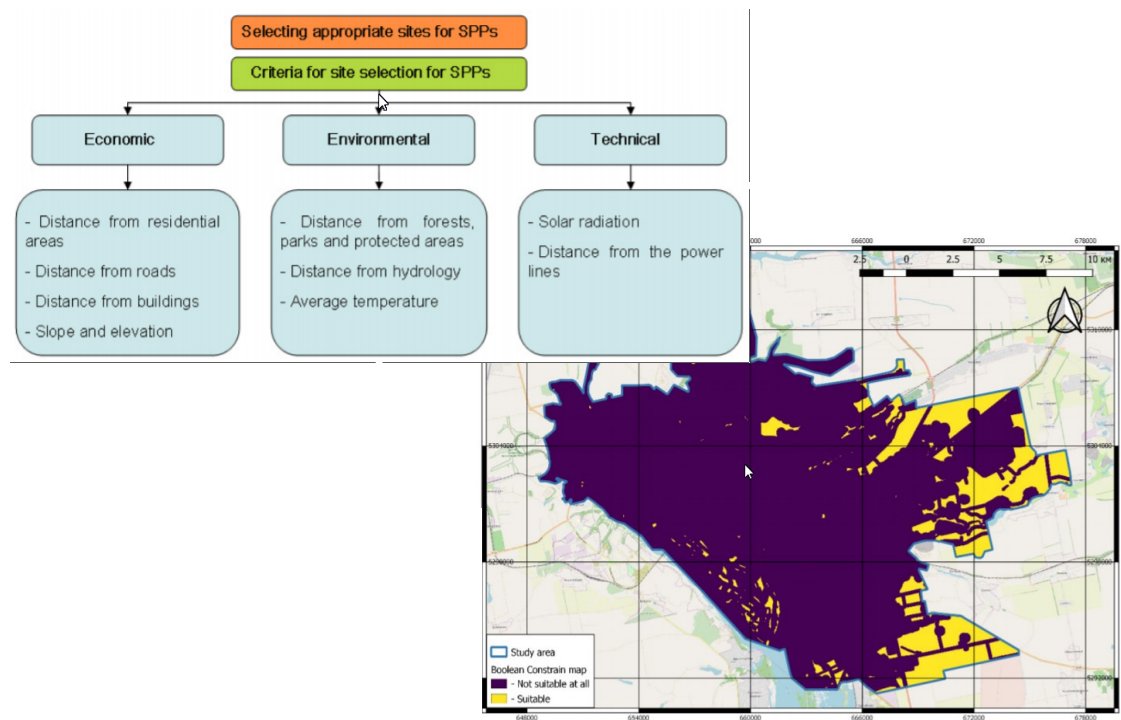 Selecting appropriate sites for SPPs
Criteria for site selection for SPPs
Economic
Environmental
Technical
- Distance from residential
areas
- Distance from roads
- Distance from buildings
- Slope and elevation
- Distance from forests,
parks and protected areas
- Distance from hydrology
- Average temperature
- Solar radiation
- Distance from the power
lines
000 666000 672000 678000
2.5 0 2.5 5 7.5 10 км
5304000 5304000
Study area
Boolean Constrain map
- Not suitable at all
- Suitable
648000 654000 660000 666000 672000 678000